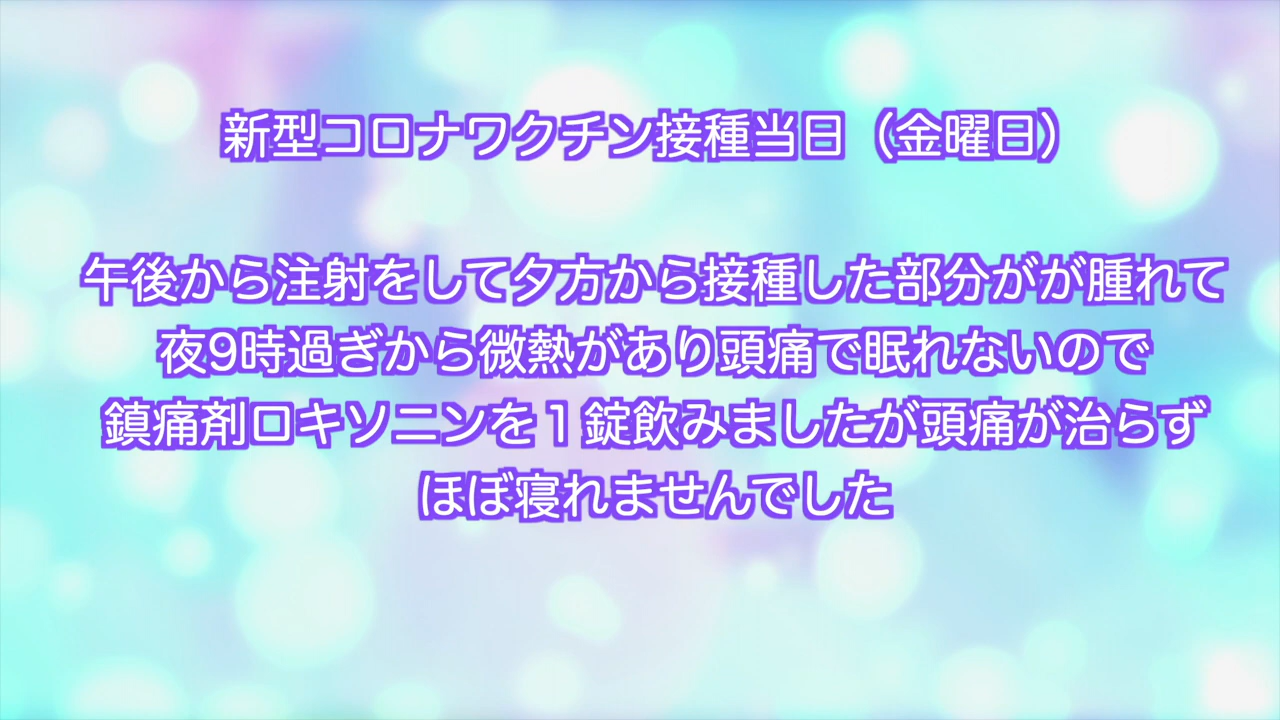 新型コロナワクチン接種当日（金曜日）
午後から注射をして夕方から接種した部分がが腫れて
夜9時過ぎから微熱があり頭痛で眠れないので
鎮痛剤ロキソニンを１錠飲みましたが頭痛が治らず
ほぼ寝れませんでした